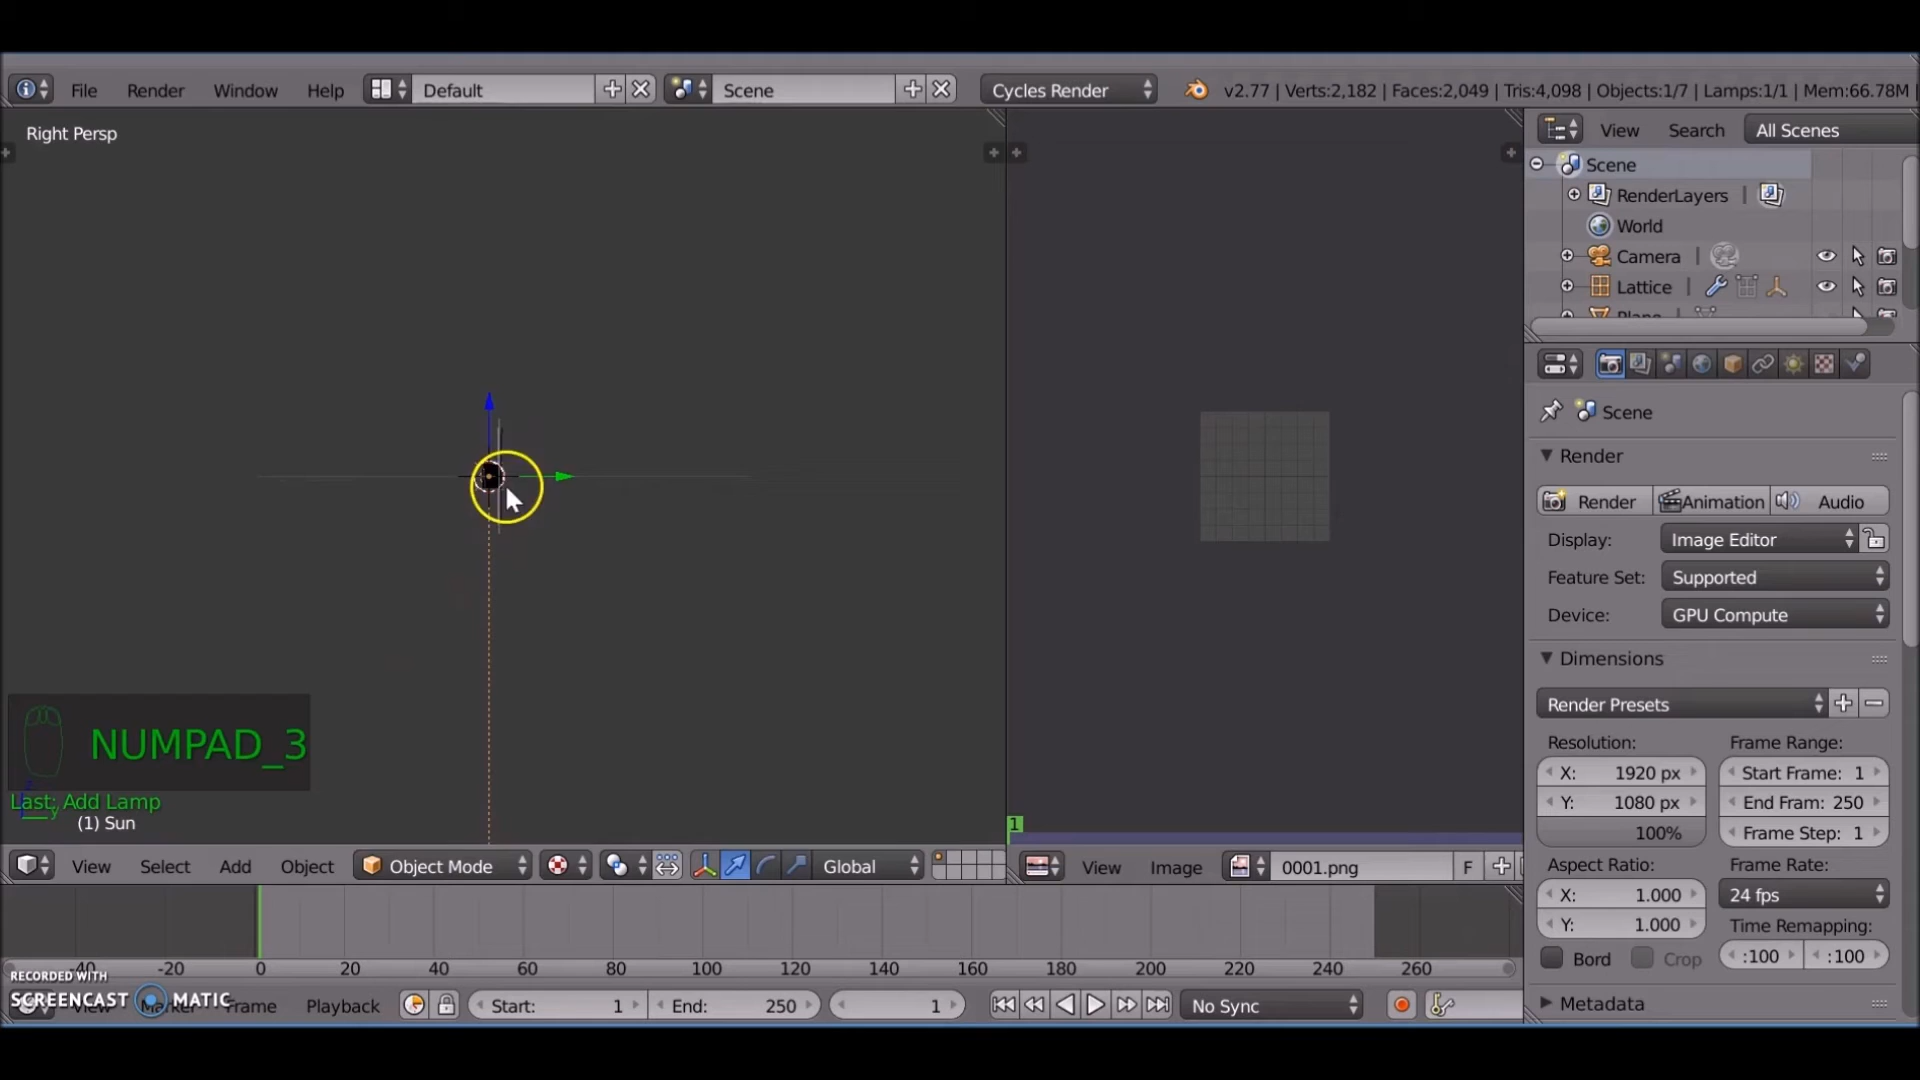 File Render Window Help Default Scene Cycles Render v2.77 | Verts:2,182 | Faces:2,049 | Tris:4,098 | Objects:1/7 | Lamps:1/1 | Mem:66.78M
Right Persp
View Search All Scenes
Scene
RenderLayers
World
Camera
Lattice
Plane
Scene
Render
Render Animation Audio
Display: Image Editor
Feature Set: Supported
Device: GPU Compute
Dimensions
Render Presets
Resolution: Frame Range:
X: 1920 px Start Frame: 1
Y: 1080 px End Fram: 250
100% Frame Step: 1
Aspect Ratio: Frame Rate:
X: 1.000 24 fps
Y: 1.000 Time Remapping:
Bord Crop :100 :100
Metadata
NUMPAD_3
Last: Add Lamp
(1) Sun
1
View Select Add Object Object Mode Global
View Image 0001.png F
-40 -20 0 20 40 60 80 100 120 140 160 180 200 220 240 260
RECORDED WITH
SCREENCAST MATIC
View Marker Frame Playback Start: 1 End: 250 1 No Sync